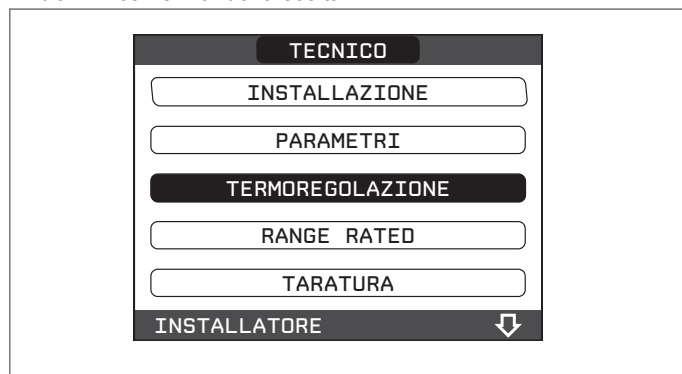 TECNICO
INSTALLAZIONE
PARAMETRI
TERMOREGOLAZIONE
RANGE RATED
TARATURA
INSTALLATORE